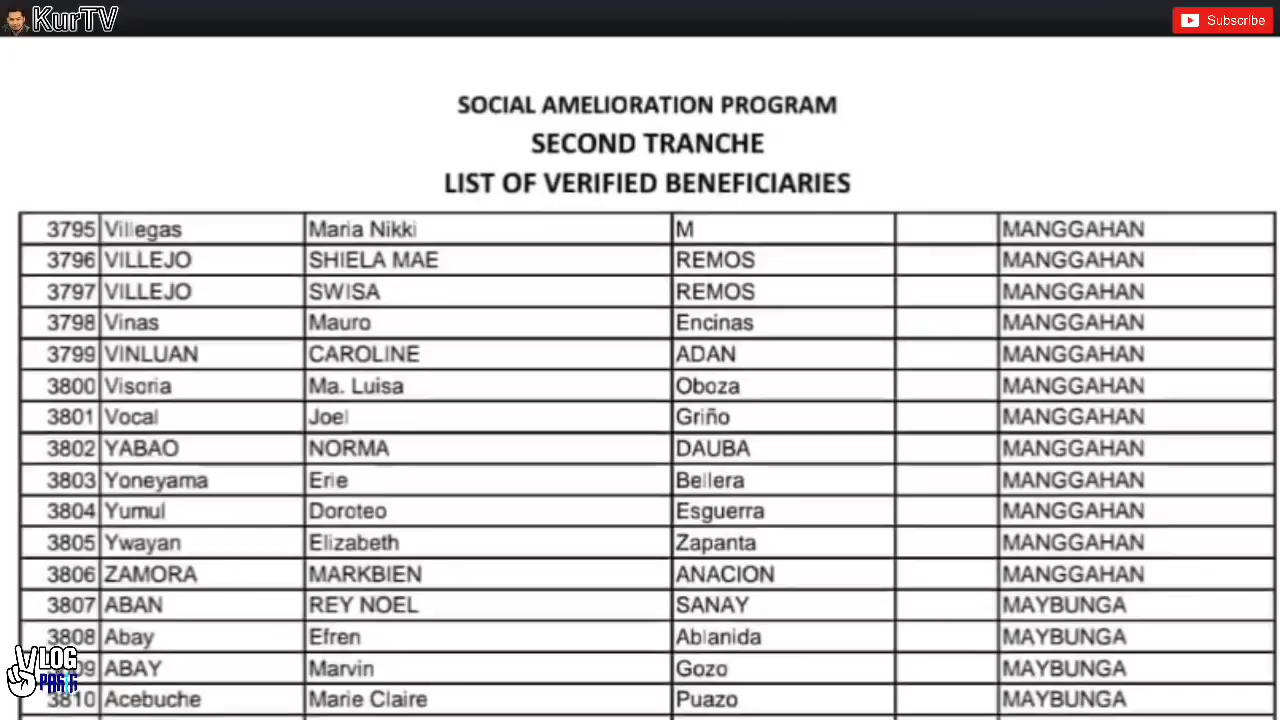 KurTV
Subscribe
SOCIAL AMELIORATION PROGRAM
SECOND TRANCHE
LIST OF VERIFIED BENEFICIARIES
3795 Villegas Maria Nikki M MANGGAHAN
3796 VILLEJO SHIELA MAE REMOS MANGGAHAN
3797 VILLEJO SWISA REMOS MANGGAHAN
3798 Vinas Mauro Encinas MANGGAHAN
3799 VINLUAN CAROLINE ADAN MANGGAHAN
3800 Visoria Ma. Luisa Oboza MANGGAHAN
3801 Vocal Joel Griño MANGGAHAN
3802 YABAO NORMA DAUBA MANGGAHAN
3803 Yoneyama Erie Bellera MANGGAHAN
3804 Yumul Doroteo Esguerra MANGGAHAN
3805 Ywayan Elizabeth Zapanta MANGGAHAN
3806 ZAMORA MARKBIEN ANACION MANGGAHAN
3807 ABAN REY NOEL SANAY MAYBUNGA
3808 Abay Efren Ablanida MAYBUNGA
ABAY Marvin Gozo MAYBUNGA
3810 Acebuche Marie Claire Puazo MAYBUNGA
VLOG